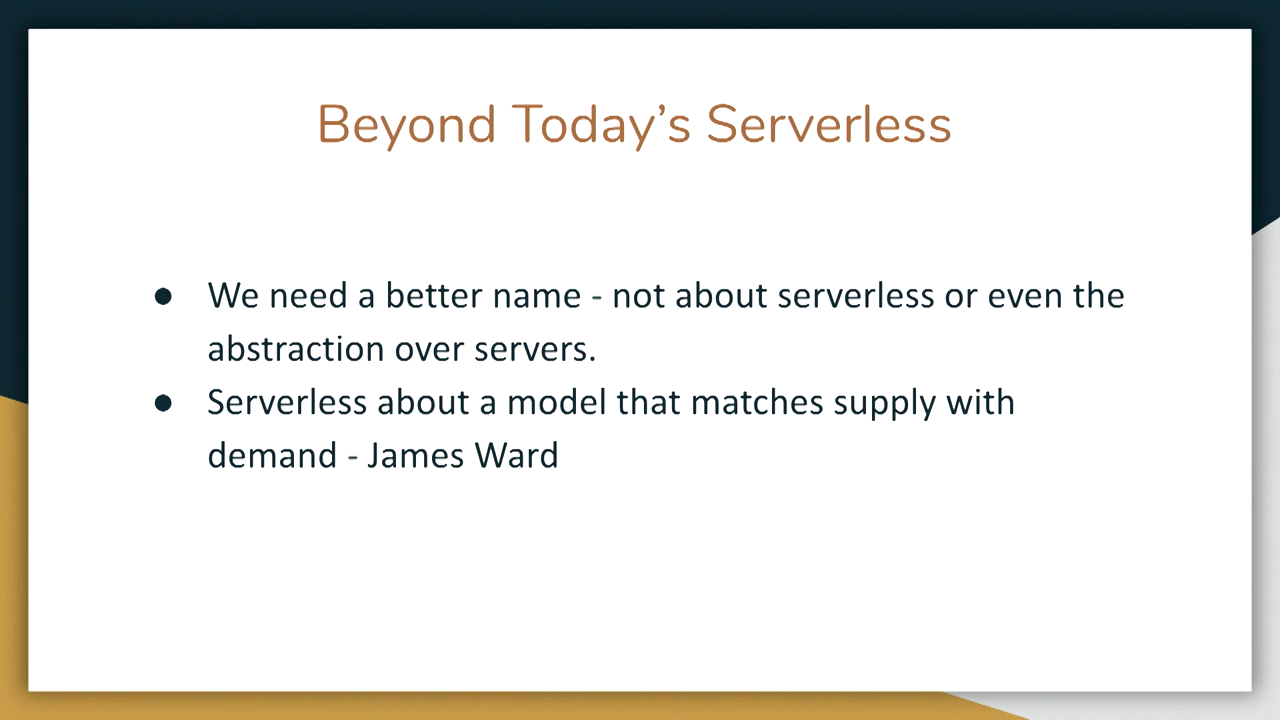 Beyond Today’s Serverless
● We need a better name - not about serverless or even the
abstraction over servers.
● Serverless about a model that matches supply with
demand - James Ward